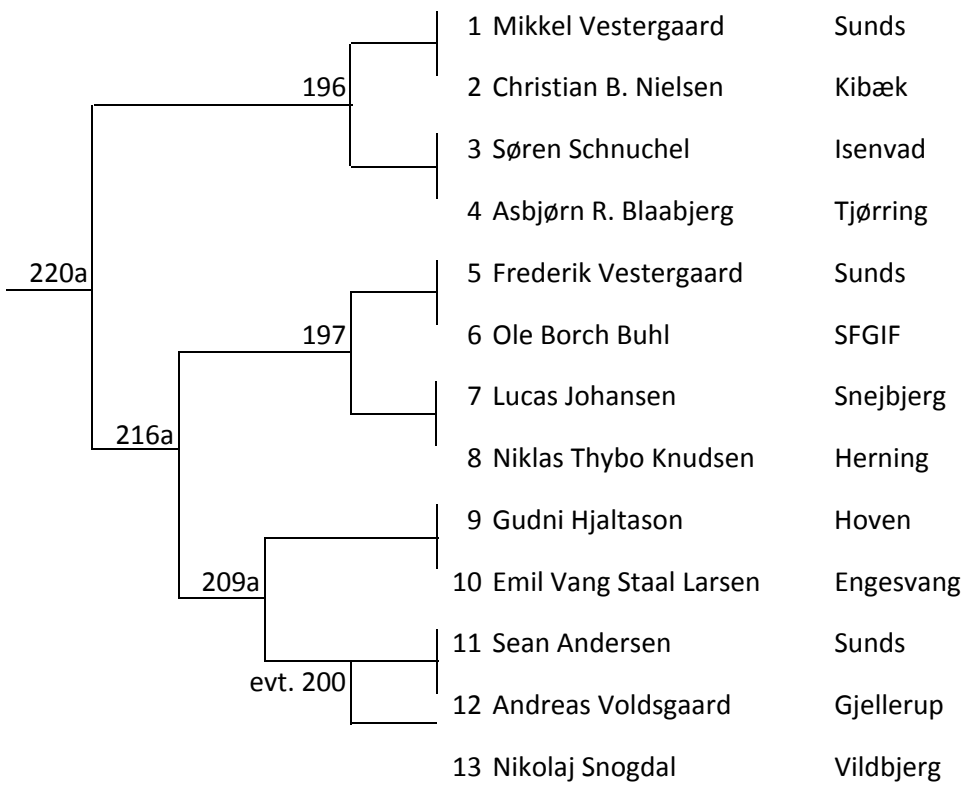 1 Mikkel Vestergaard Sunds
196
2 Christian B. Nielsen Kibæk
3 Søren Schnuchel Isenvad
4 Asbjørn R. Blaabjerg Tjørring
220a
5 Frederik Vestergaard Sunds
197
6 Ole Borch Buhl SFGIF
7 Lucas Johansen Snejbjerg
216a
8 Niklas Thybo Knudsen Herning
9 Gudni Hjaltason Hoven
209a
10 Emil Vang Staal Larsen Engesvang
11 Sean Andersen Sunds
evt. 200
12 Andreas Voldsgaard Gjellerup
13 Nikolaj Snogdal Vildbjerg